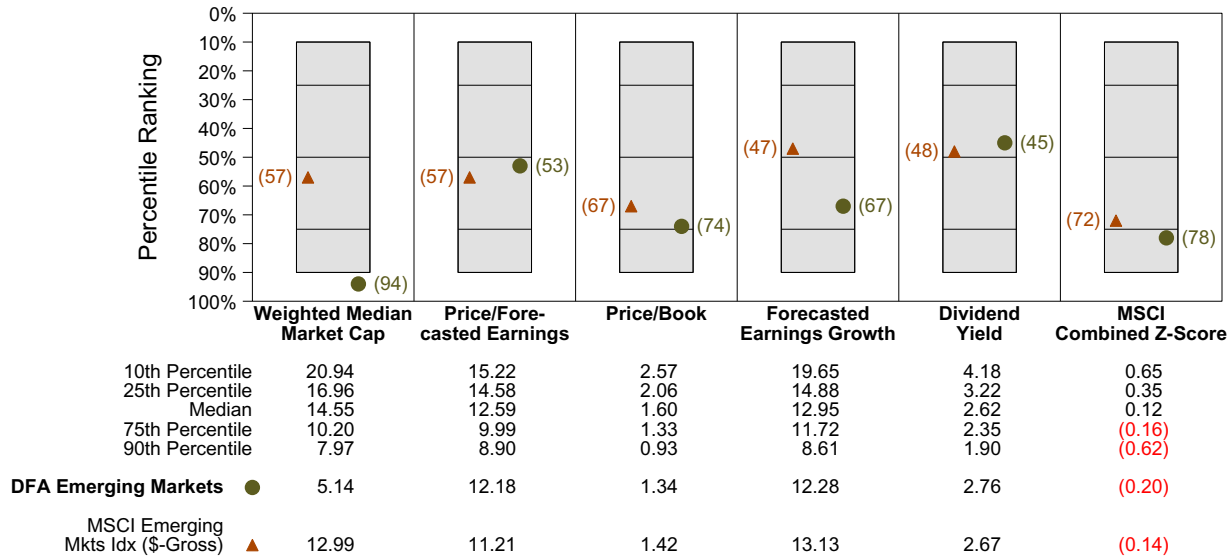 Percentile Ranking
0%
10%
20%
30%
40%
50%
60%
70%
80%
90%
100%
(57) (94)
(57) (53)
(67) (74)
(47) (67)
(48) (45)
(72) (78)
Weighted Median Market Cap
Price/Fore-casted Earnings
Price/Book
Forecasted Earnings Growth
Dividend Yield
MSCI Combined Z-Score
10th Percentile 20.94 15.22 2.57 19.65 4.18 0.65
25th Percentile 16.96 14.58 2.06 14.88 3.22 0.35
Median 14.55 12.59 1.60 12.95 2.62 0.12
75th Percentile 10.20 9.99 1.33 11.72 2.35 (0.16)
90th Percentile 7.97 8.90 0.93 8.61 1.90 (0.62)
DFA Emerging Markets 5.14 12.18 1.34 12.28 2.76 (0.20)
MSCI Emerging
Mkts Idx ($-Gross) 12.99 11.21 1.42 13.13 2.67 (0.14)